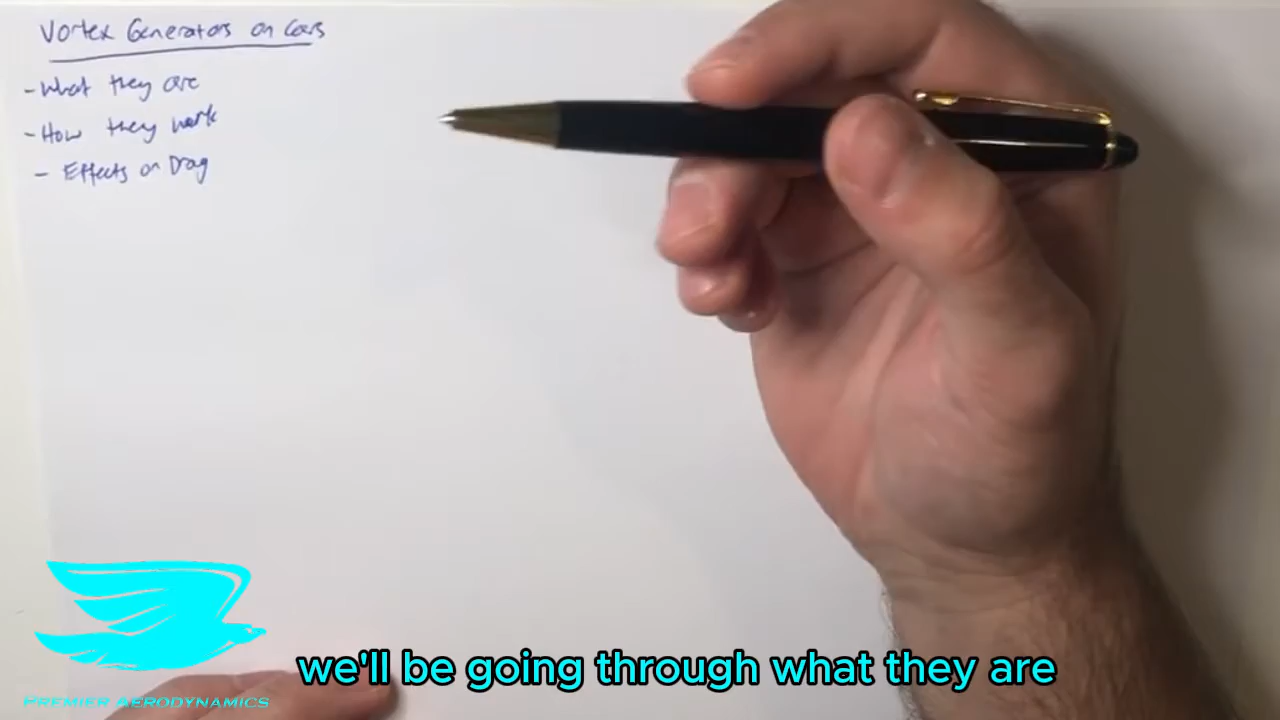 Vortex Generators on Cars
- What they are
- How they work
- Effects on Drag
PREMIER AERODYNAMICS
we'll be going through what they are